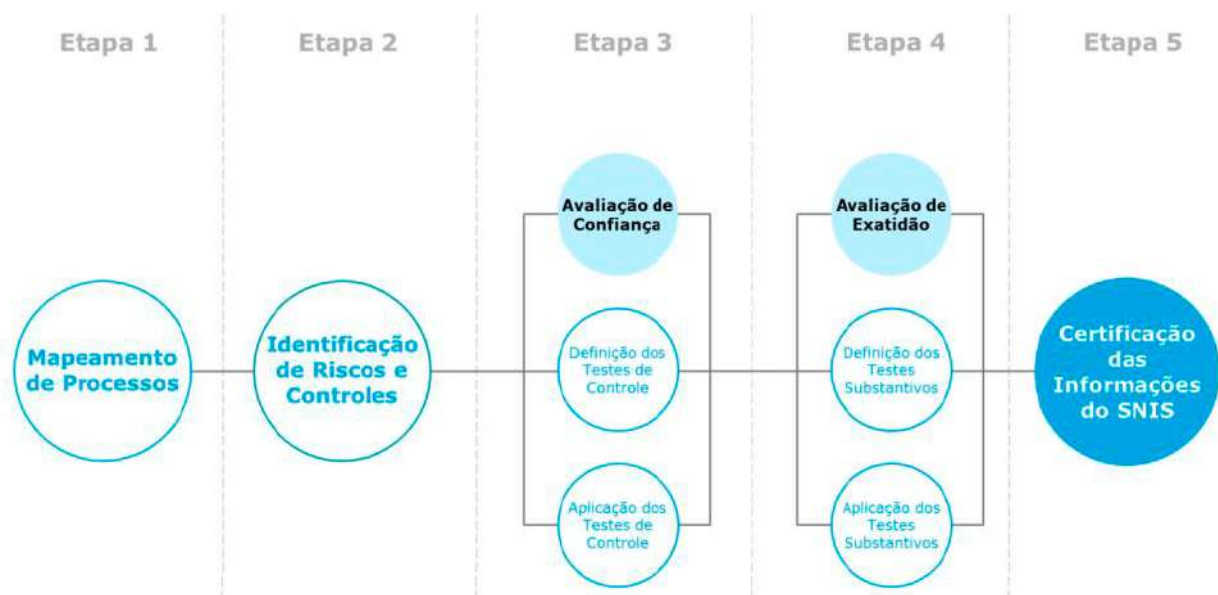 Etapa 1
Etapa 2
Etapa 3
Etapa 4
Etapa 5
Mapeamento
de Processos
Identificação
de Riscos e
Controles
Avaliação de
Confiança
Definição dos
Testes de
Controle
Aplicação dos
Testes de
Controle
Avaliação de
Exatidão
Definição dos
Testes
Substantivos
Aplicação dos
Testes
Substantivos
Certificação
das
Informações
do SNIS